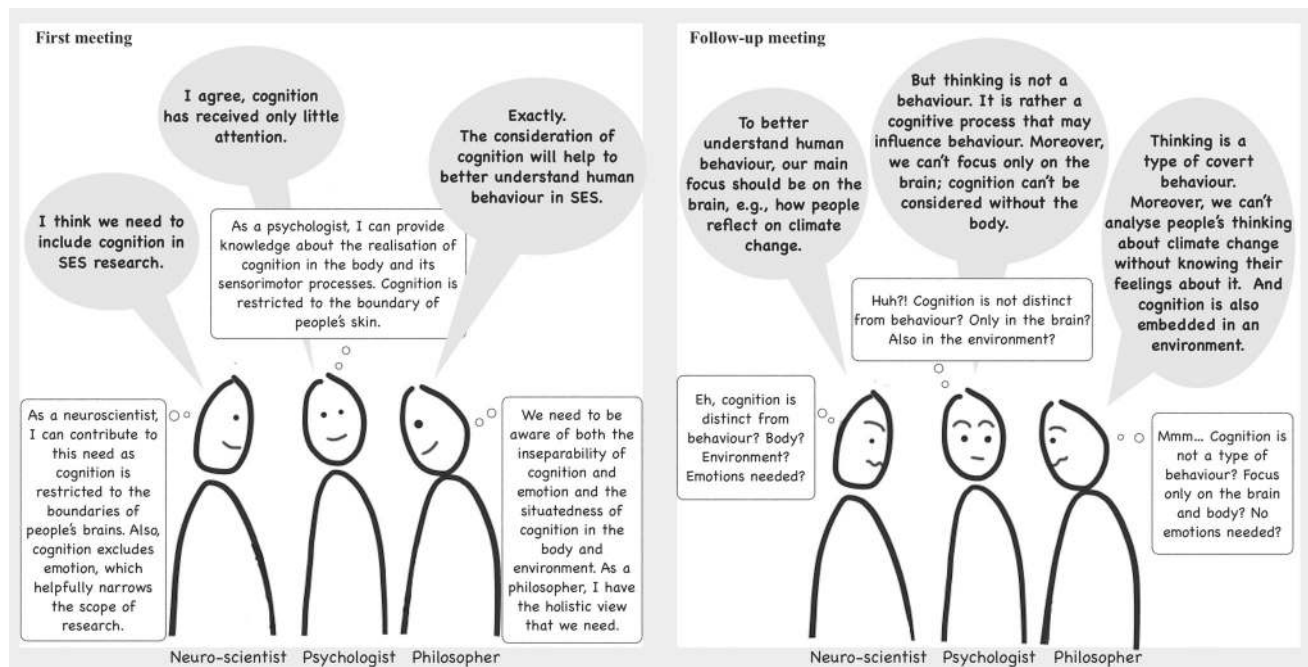 First meeting
I agree, cognition
has received only little
attention.
Exactly.
The consideration of
cognition will help to
better understand human
behaviour in SES.
I think we need to
include cognition in
SES research.
As a psychologist, I can provide
knowledge about the realisation of
cognition in the body and its
sensorimotor processes. Cognition is
restricted to the boundary of
people's skin.
As a neuroscientist,
I can contribute to
this need as
cognition is
restricted to the
boundaries of
people's brains. Also,
cognition excludes
emotion, which
helpfully narrows
the scope of
research.
We need to be
aware of both the
inseparability of
cognition and
emotion and the
situatedness of
cognition in the
body and
environment. As a
philosopher, I have
the holistic view
that we need.
Neuro-scientist Psychologist Philosopher
Follow-up meeting
To better
understand human
behaviour, our main
focus should be on the
brain, e.g., how people
reflect on climate
change.
But thinking is not a
behaviour. It is rather a
cognitive process that may
influence behaviour. Moreover,
we can't focus only on the
brain; cognition can't be
considered without the
body.
Thinking is a
type of covert
behaviour.
Moreover, we can't
analyse people's thinking
about climate change
without knowing their
feelings about it. And
cognition is also
embedded in an
environment.
Huh?! Cognition is not distinct
from behaviour? Only in the brain?
Also in the environment?
Eh, cognition is
distinct from
behaviour? Body?
Environment?
Emotions needed?
Mmm... Cognition is
not a type of
behaviour? Focus
only on the brain
and body? No
emotions needed?
Neuro-scientist Psychologist Philosopher